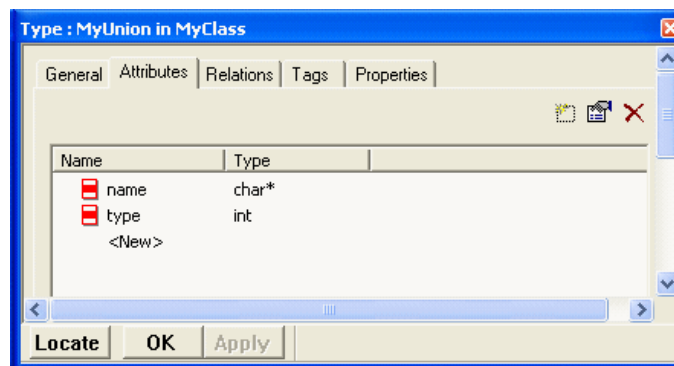 Type : MyUnion in MyClass
General Attributes Relations Tags Properties
Name Type
name char*
type int
<New>
Locate OK Apply